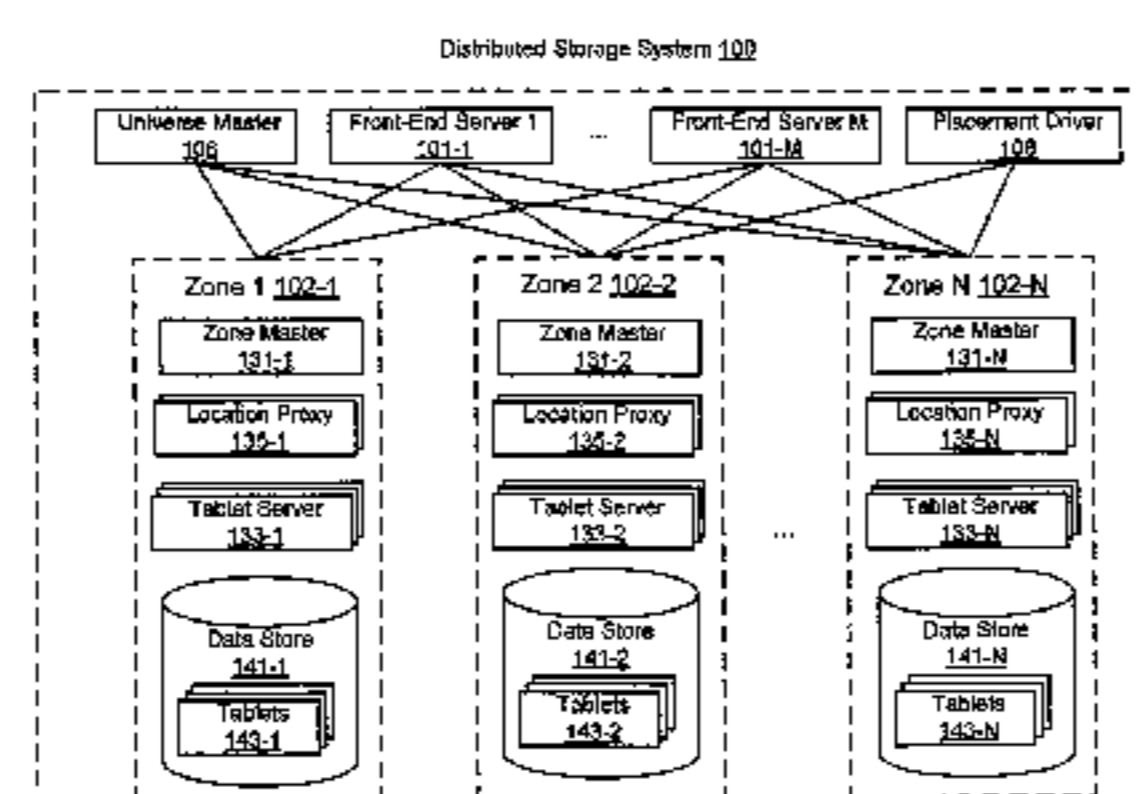 Distributed Storage System 100
Universe Master
106
Front-End Server 1
101-1
...
Front-End Server M
101-M
Placement Driver
108
Zone 1 102-1
Zone Master
131-1
Location Proxy
135-1
Tablet Server
133-1
Data Store
141-1
Tablets
143-1
Zone 2 102-2
Zone Master
131-2
Location Proxy
135-2
Tablet Server
133-2
Data Store
141-2
Tablets
143-2
...
Zone N 102-N
Zone Master
131-N
Location Proxy
135-N
Tablet Server
133-N
Data Store
141-N
Tablets
143-N